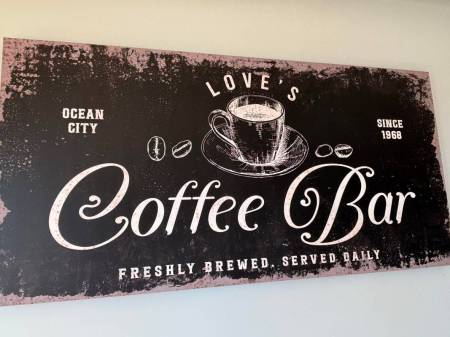 LOVE'S
OCEAN
CITY
SINCE
1968
Coffee Bar
FRESHLY BREWED. SERVED DAILY